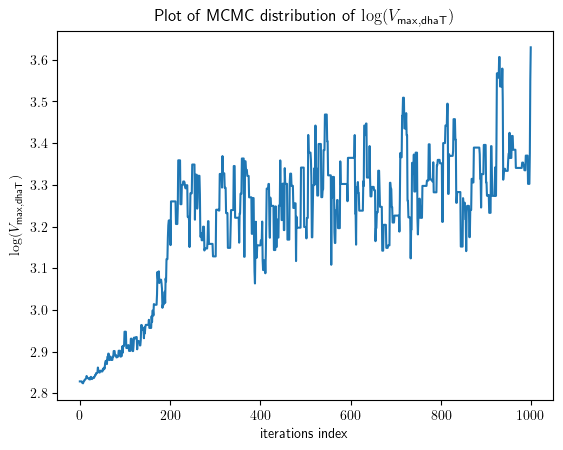 Plot of MCMC distribution of log(V_max,dhaT)
3.6
3.5
3.4
3.3
3.2
3.1
3.0
2.9
2.8
log(V_max,dhaT)
0 200 400 600 800 1000
iterations index